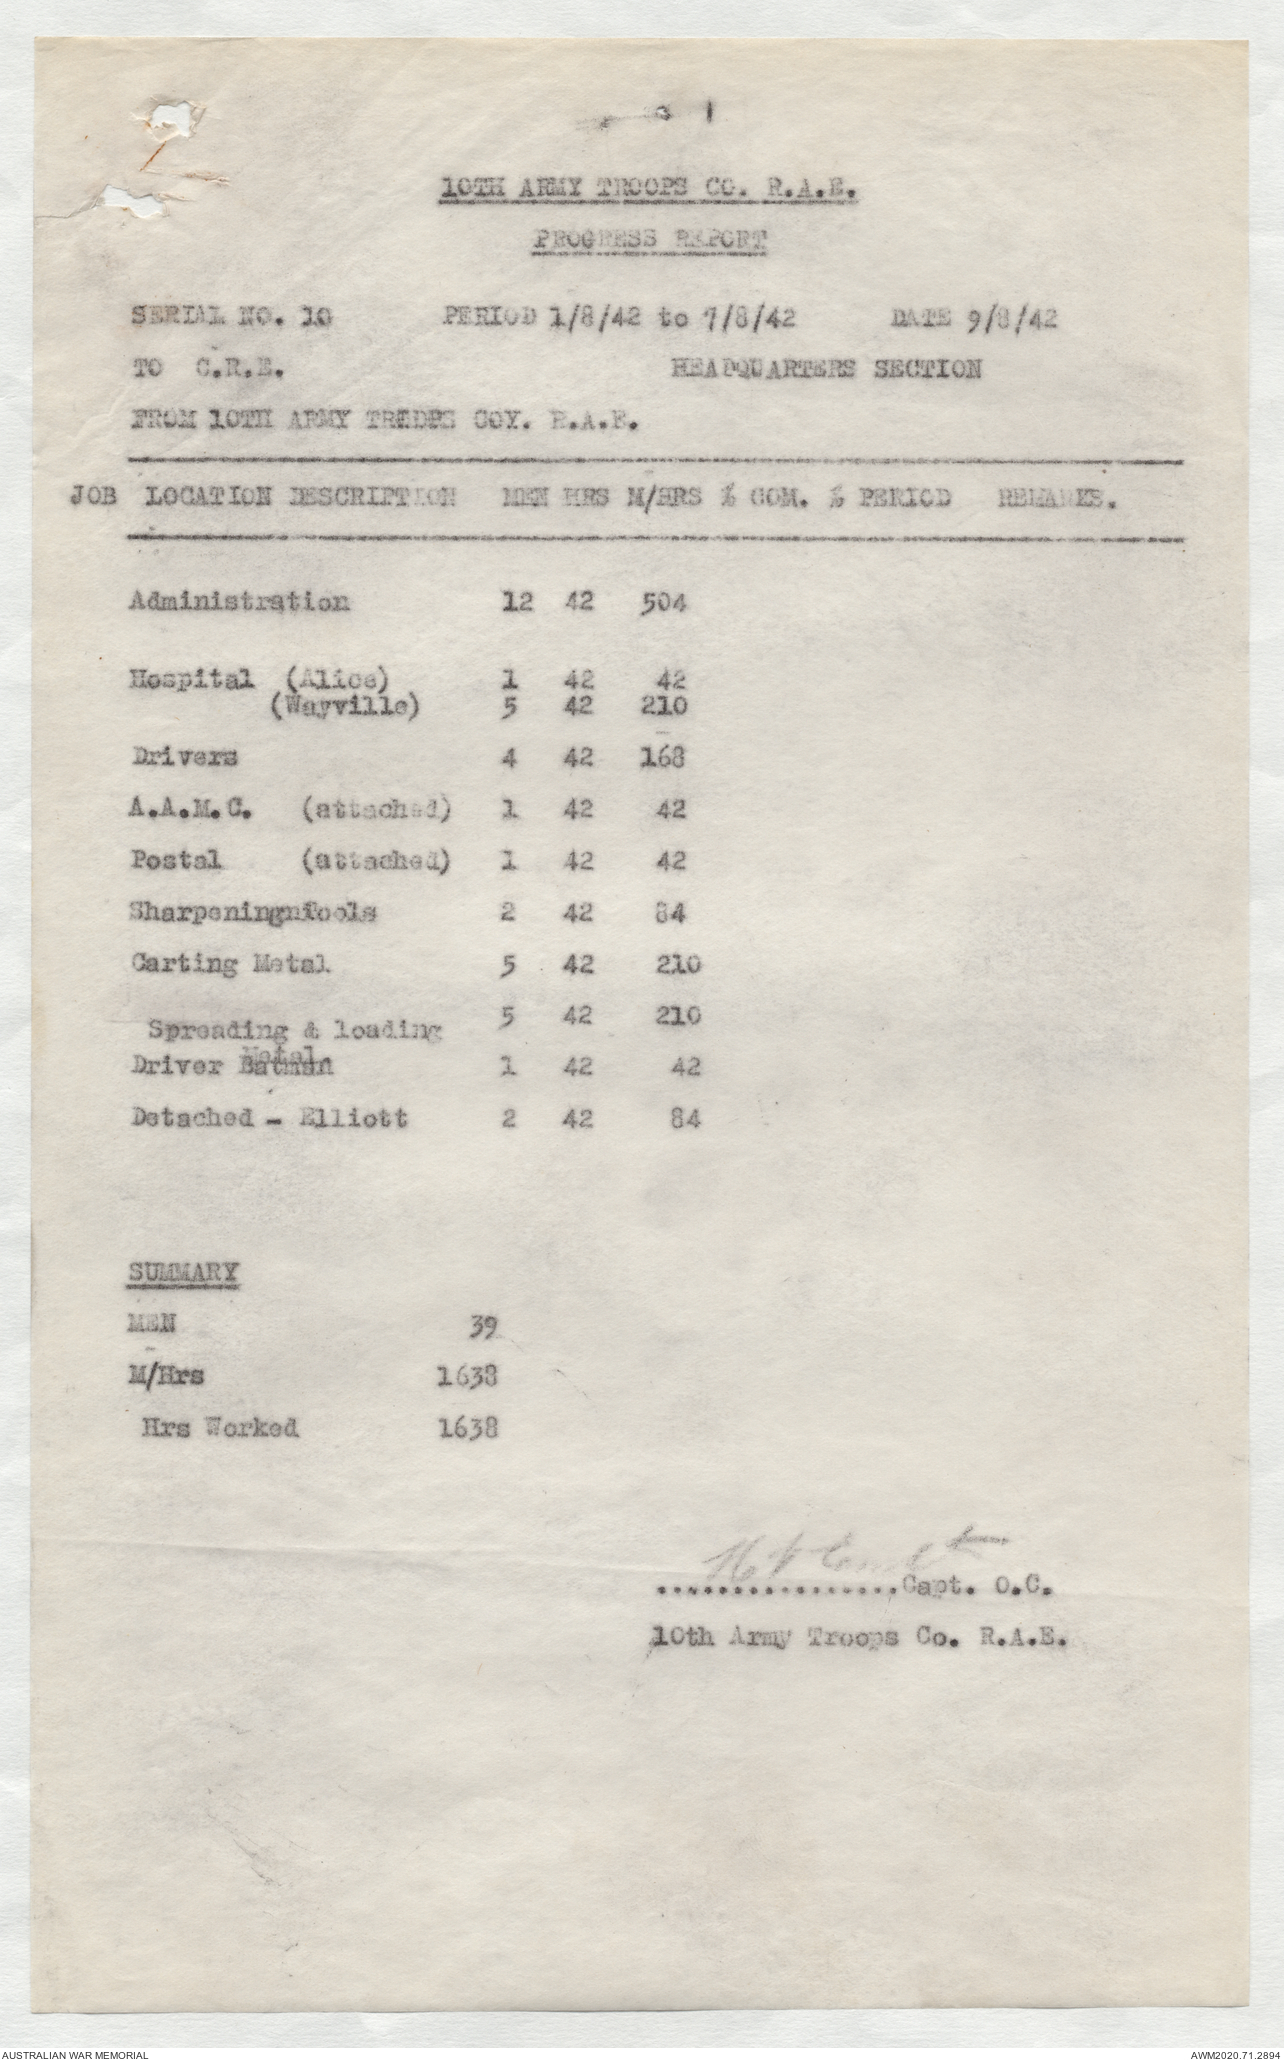 10TH ARMY TROOPS CO. R.A.E.
PROGRESS REPORT
SERIAL NO. 10 PERIOD 1/8/42 to 7/8/42 DATE 9/8/42
TO C.R.E. HEADQUARTERS SECTION
FROM 10TH ARMY COY. R.A.E.
JOB LOCATION DESCRIPTION MEN HRS M/HRS % COM. % PERIOD REMARKS.
Administration 12 42 504
Hospital (Alice) 1 42 42
(Wayville) 5 42 210
Drivers 4 42 168
A.A.M.C. (attached) 1 42 42
Postal (attached) 1 42 42
Sharpening Tools 2 42 84
Carting Metal 5 42 210
Spreading & loading 5 42 210
Metal
Driver Batman 1 42 42
Detached - Elliott 2 42 84
SUMMARY
MEN 39
M/Hrs 1638
Hrs Worked 1638
................Capt. O.C.
10th Army Troops Co. R.A.E.
AUSTRALIAN WAR MEMORIAL AWM2020.71.2894